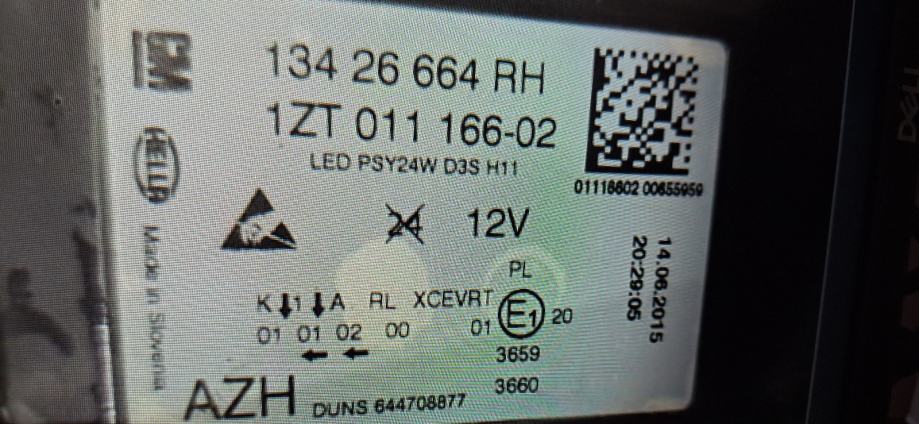 GM
134 26 664 RH
1ZT 011 166-02
LED PSY24W D3S H11
HELLA
Made in Slovenia
24 12V
01116602 00655959
14.06.2015
20:29:05
PL
K 1 A RL XCEVRT E1 20
01 01 02 00 01
3659
3660
AZH DUNS 644708877
DELL